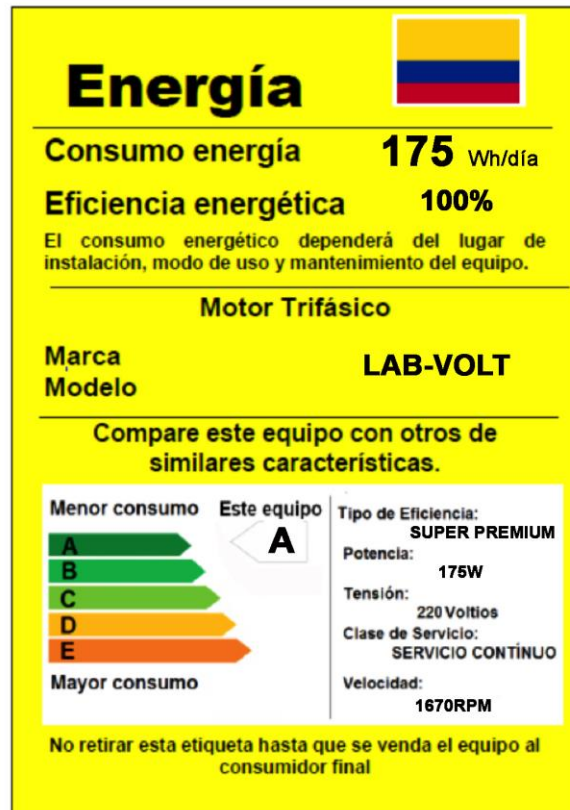 Energía
Consumo energía 175 Wh/día
Eficiencia energética 100%
El consumo energético dependerá del lugar de
instalación, modo de uso y mantenimiento del equipo.
Motor Trifásico
Marca LAB-VOLT
Modelo
Compare este equipo con otros de
similares características.
Menor consumo
Este equipo
A
A
B
C
D
E
Mayor consumo
Tipo de Eficiencia:
SUPER PREMIUM
Potencia:
175W
Tensión:
220 Voltios
Clase de Servicio:
SERVICIO CONTÍNUO
Velocidad:
1670RPM
No retirar esta etiqueta hasta que se venda el equipo al
consumidor final